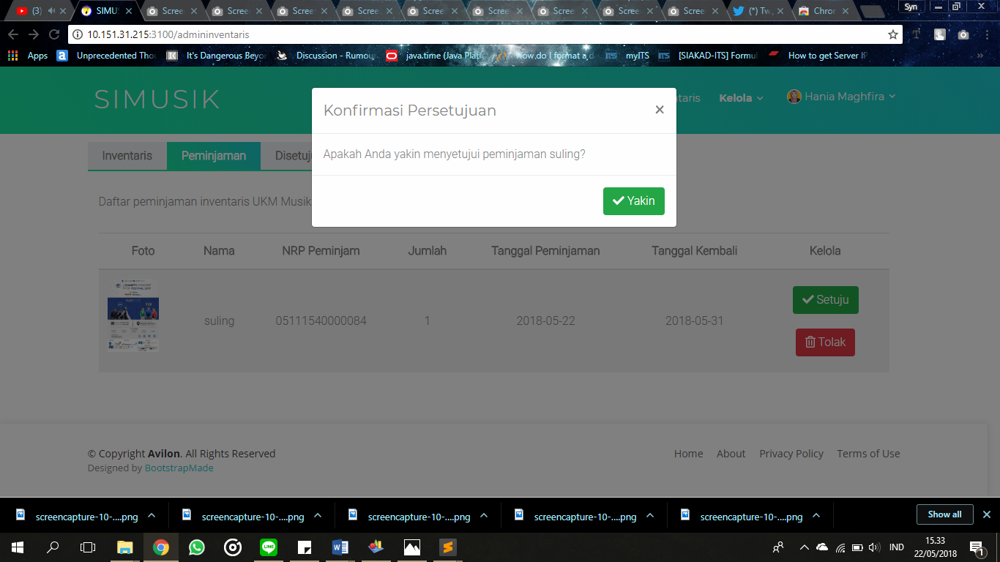 (3)
SIMUS
Scree
Scree
Scree
Scree
Scree
Scree
Scree
Scree
Scree
(*) Tw
Chron
Syn
10.151.31.215:3100/admininventaris
Apps
Unprecedented Thou
It's Dangerous Beyon
Discussion - Rumou
java.time (Java Plat
How do I format a d
myITS
[SIAKAD-ITS] Formul
How to get Server IP
»
SIMUSIK
taris
Kelola
Hania Maghfira
Konfirmasi Persetujuan
×
Apakah Anda yakin menyetujui peminjaman suling?
Yakin
Inventaris
Peminjaman
Disetuju
Daftar peminjaman inventaris UKM Musik
Foto Nama NRP Peminjam Jumlah Tanggal Peminjaman Tanggal Kembali Kelola
suling 05111540000084 1 2018-05-22 2018-05-31
Setuju
Tolak
© Copyright Avilon. All Rights Reserved
Designed by BootstrapMade
Home About Privacy Policy Terms of Use
screencapture-10-....png
screencapture-10-....png
screencapture-10-....png
screencapture-10-....png
screencapture-10-....png
Show all
LINE
IND
15.33
22/05/2018
1